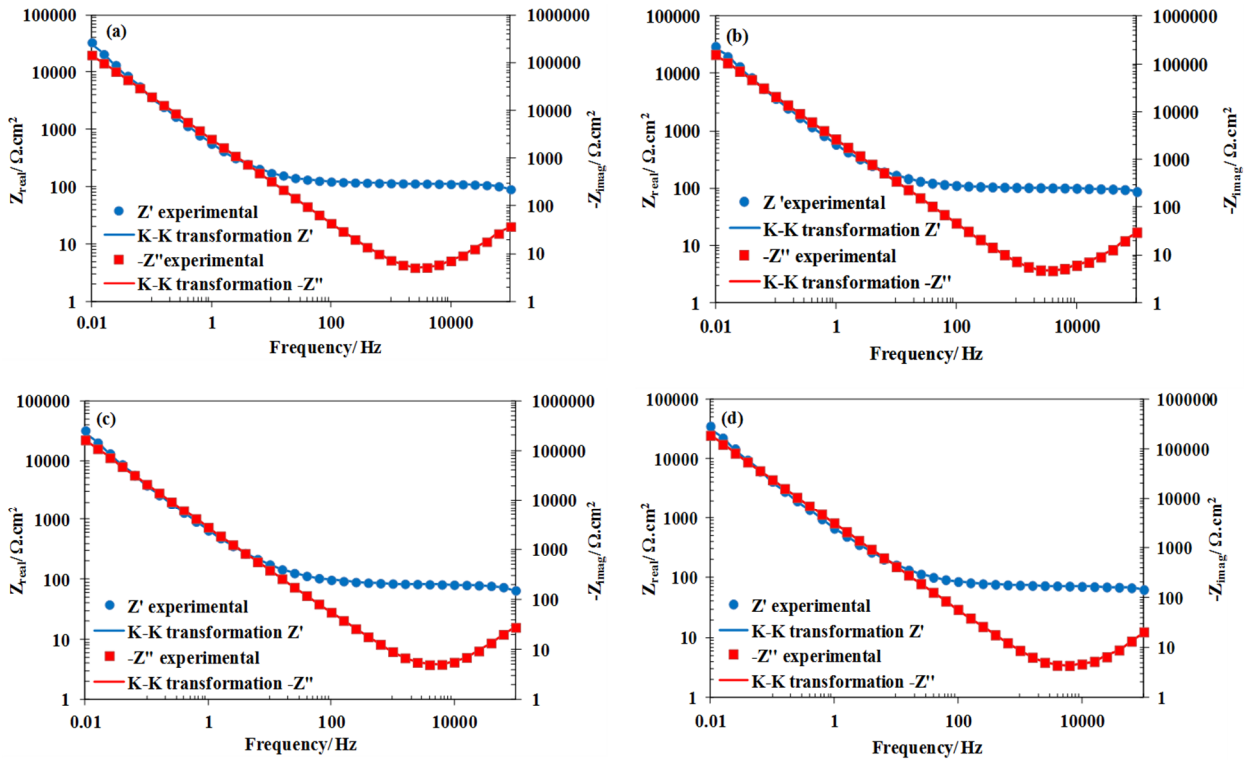 (a)
100000
10000
1000
100
10
1
1000000
100000
10000
1000
100
10
1
Zreal/ Ω.cm2
-Zimag/ Ω.cm2
Z' experimental
K-K transformation Z'
-Z"experimental
K-K transformation -Z"
0.01 1 100 10000
Frequency/ Hz
(b)
100000
10000
1000
100
10
1
1000000
100000
10000
1000
100
10
1
Zreal/ Ω.cm2
-Zimag/ Ω.cm2
Z 'experimental
K-K transformation Z'
-Z" experimental
K-K transformation -Z"
0.01 1 100 10000
Frequency/ Hz
(c)
100000
10000
1000
100
10
1
1000000
100000
10000
1000
100
10
1
Zreal/ Ω.cm2
-Zimag/ Ω.cm2
Z' experimental
K-K transformation Z'
-Z" experimental
K-K transformation -Z"
0.01 1 100 10000
Frequency/ Hz
(d)
100000
10000
1000
100
10
1
1000000
100000
10000
1000
100
10
1
Zreal/ Ω.cm2
-Zimag/ Ω.cm2
Z' experimental
K-K transformation Z'
-Z" experimental
K-K transformation -Z"
0.01 1 100 10000
Frequency/ Hz